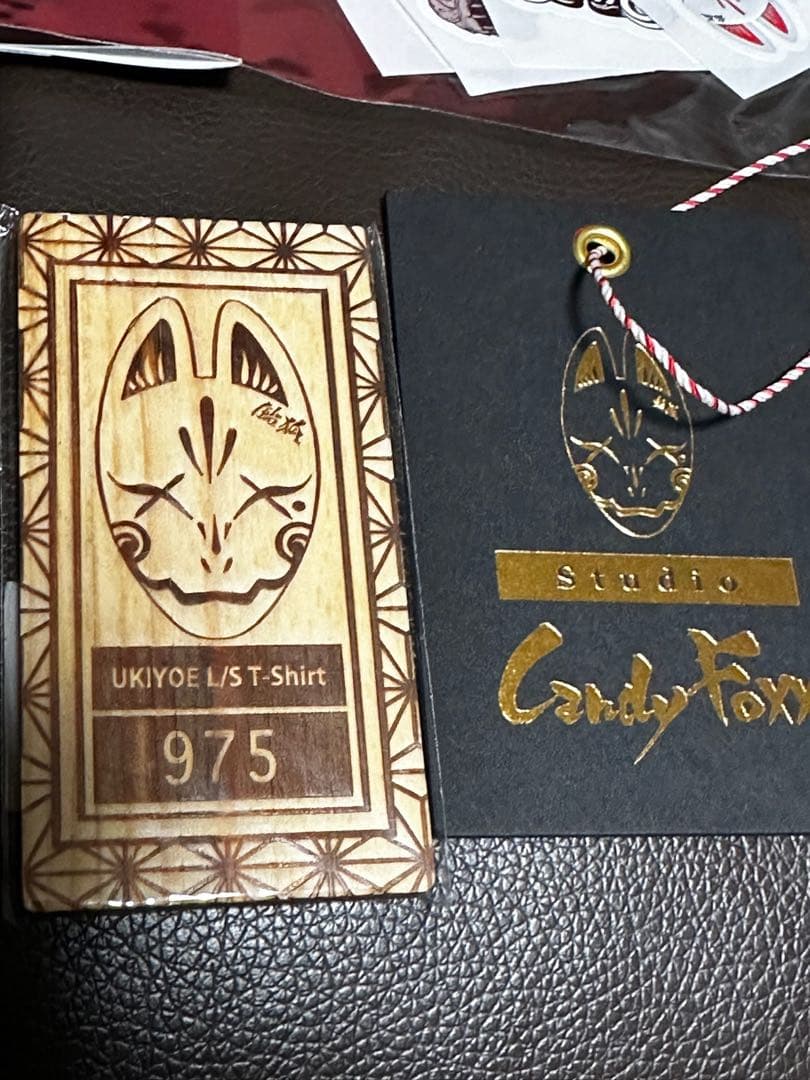 UKIYOE L/S T-Shirt
975
Studio
Candy Foxx